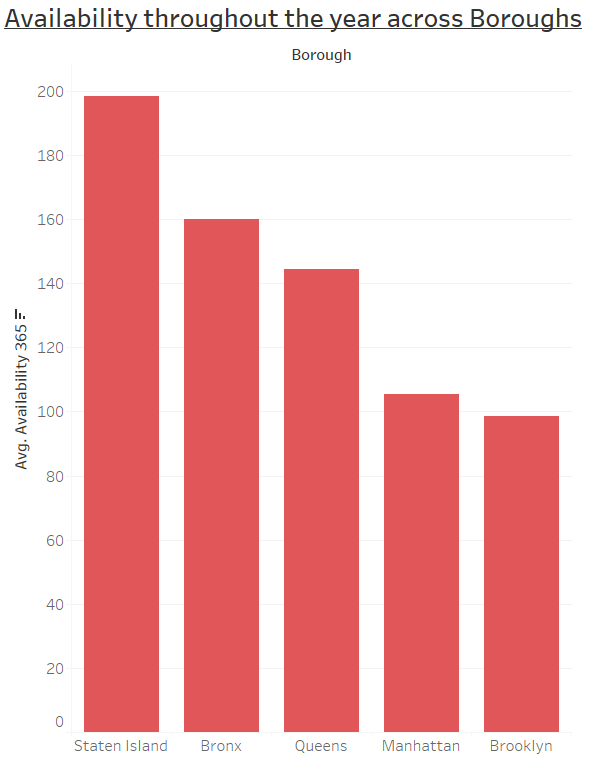 Availability throughout the year across Boroughs
Borough
Avg. Availability 365
200
180
160
140
120
100
80
60
40
20
0
Staten Island Bronx Queens Manhattan Brooklyn